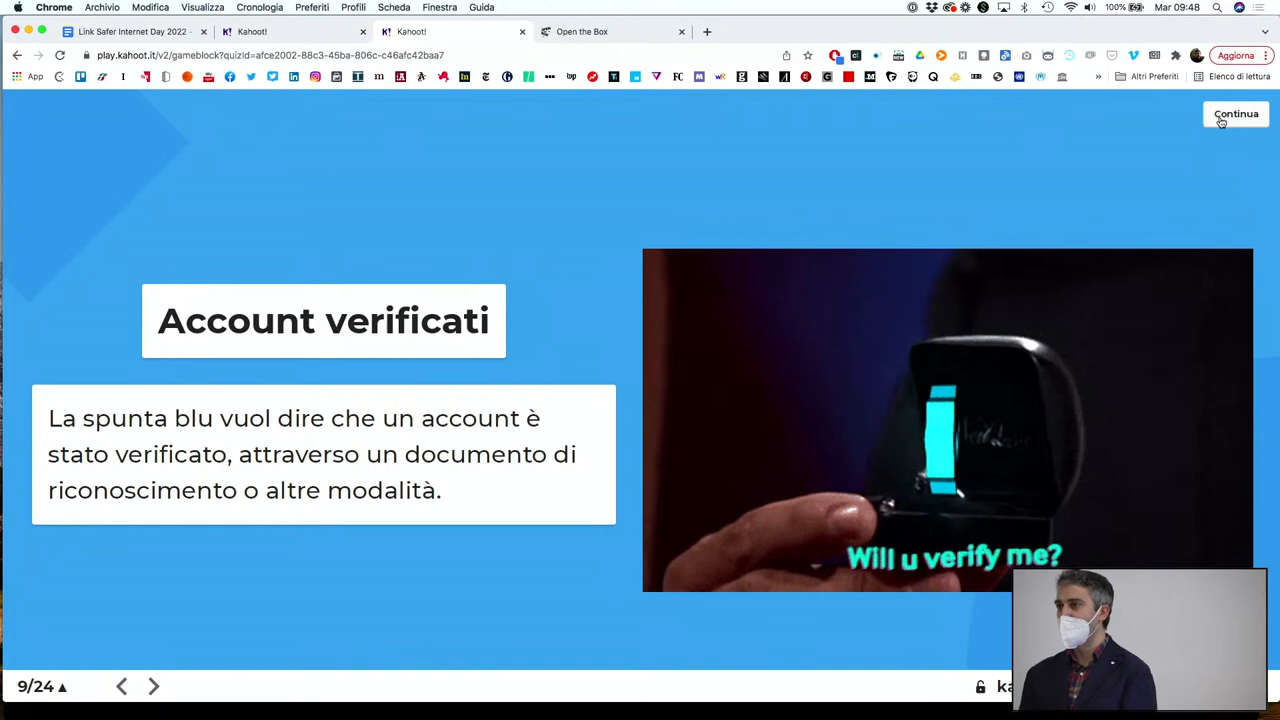 Chrome Archivio Modifica Visualizza Cronologia Preferiti Profili Scheda Finestra Guida 100% Mar 09:48
Link Safer Internet Day 2022 - Kahoot! Kahoot! Open the Box
play.kahoot.it/v2/gameblock?quizId=afce2002-88c3-45ba-806c-c46afc42baa7 Aggiorna
App Altri Preferiti Elenco di lettura
Continua
Account verificati
La spunta blu vuol dire che un account è
stato verificato, attraverso un documento di
riconoscimento o altre modalità.
Will u verify me?
9/24